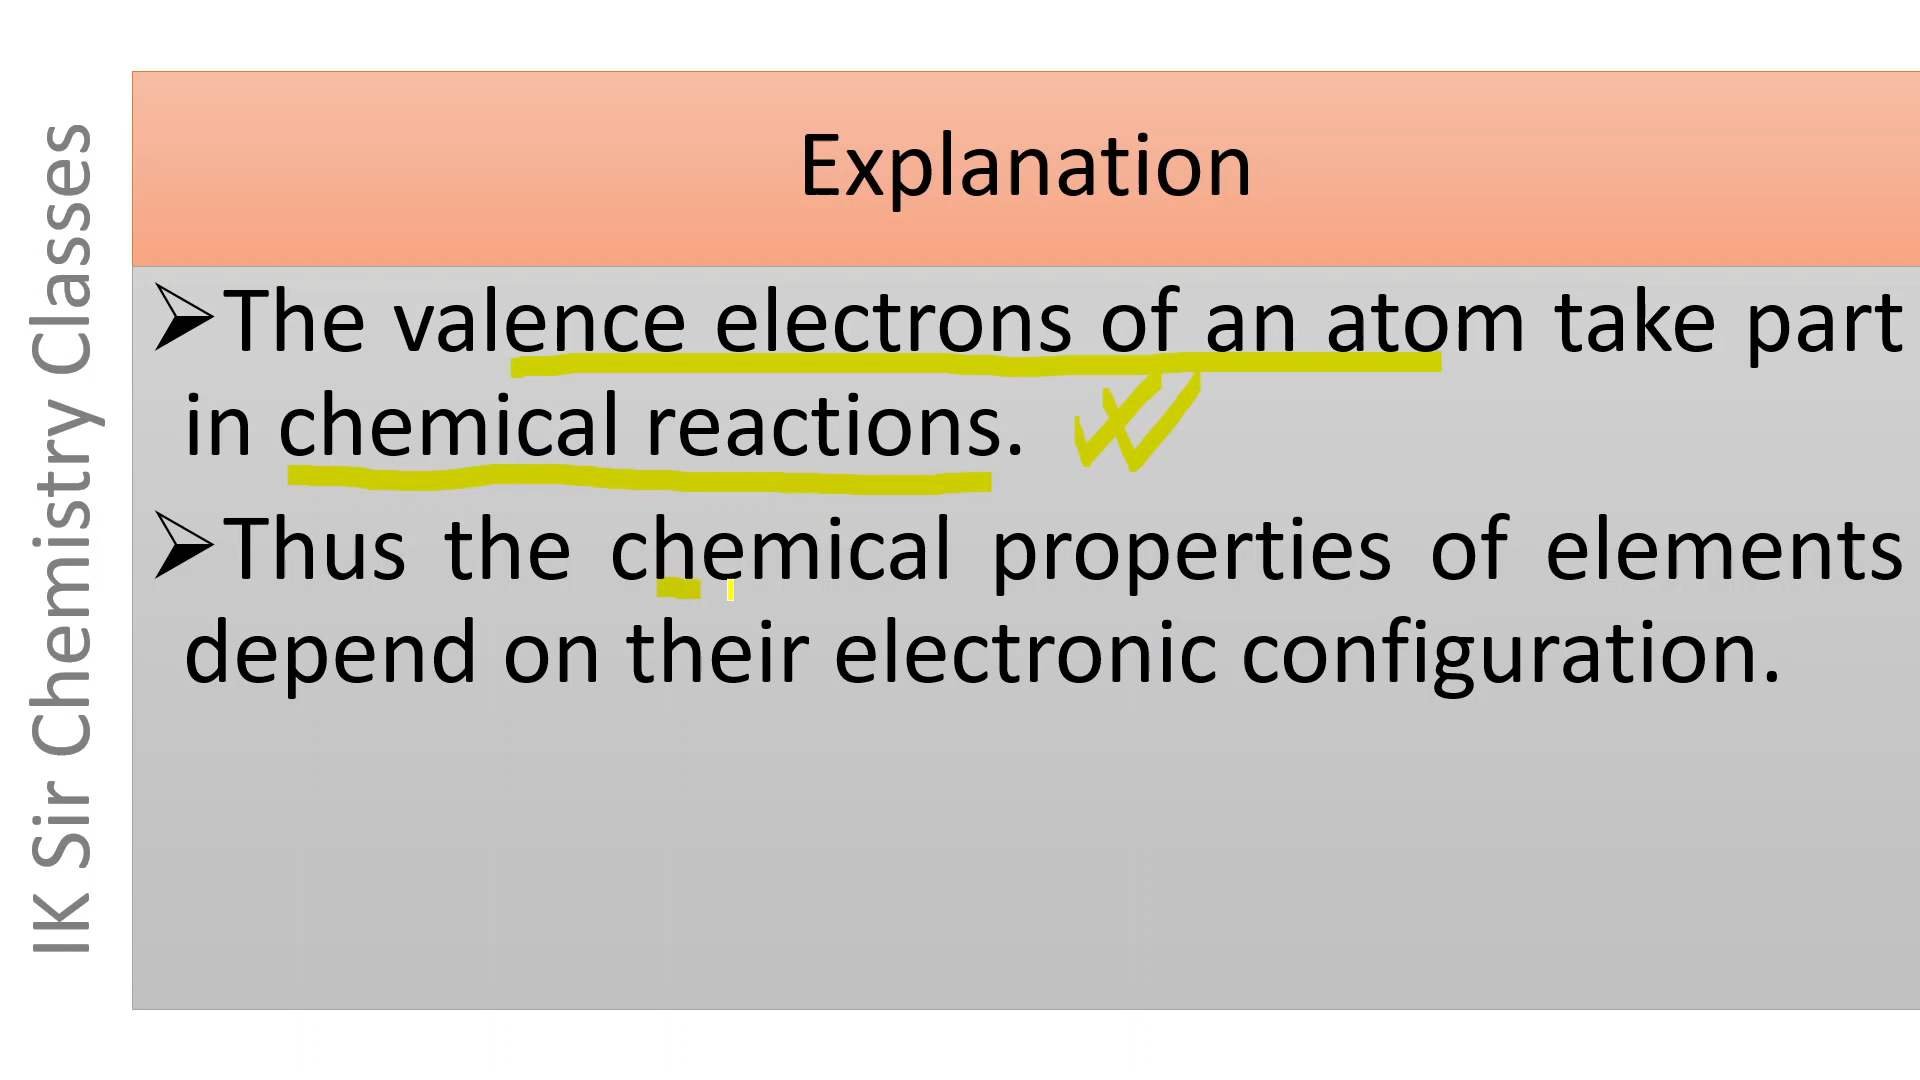 IK Sir Chemistry Classes
Explanation
➢The valence electrons of an atom take part
in chemical reactions.
➢Thus the chemical properties of elements
depend on their electronic configuration.